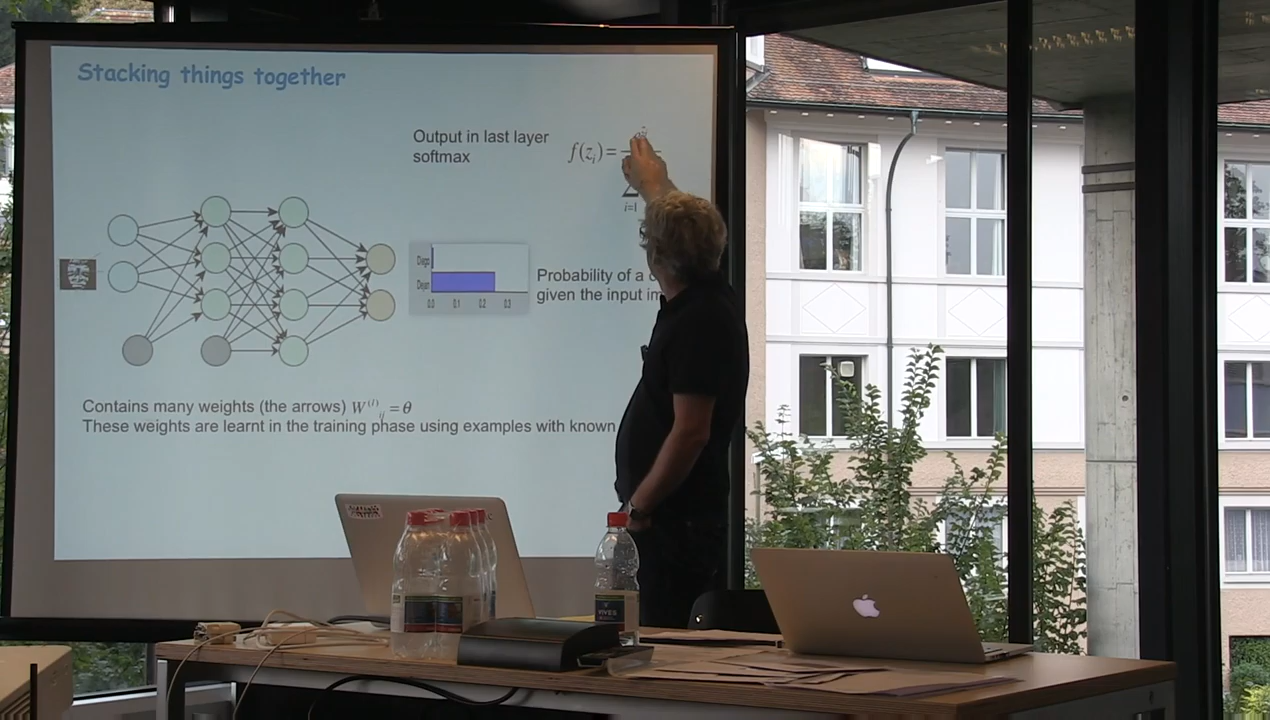 Stacking things together
Output in last layer
softmax
f(z_i)=
i=1
Diego
Dejan
0.0 0.1 0.2 0.3
Probability of a
given the input
Contains many weights (the arrows) W^(l)_ij = θ
These weights are learnt in the training phase using examples with known
VIVES